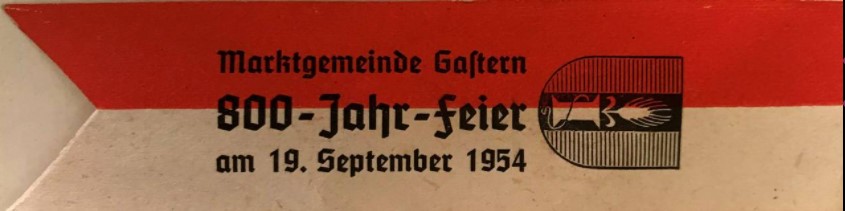 Marktgemeinde Gaſtern
800-Jahr-Feier
am 19. September 1954